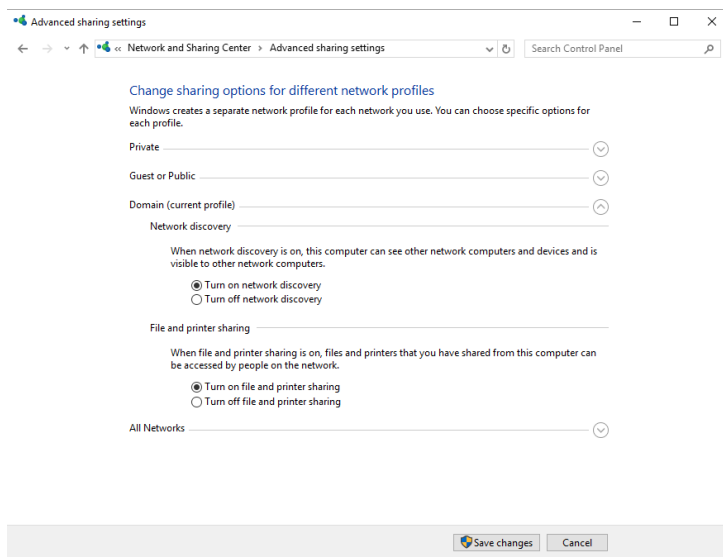 Advanced sharing settings
« Network and Sharing Center > Advanced sharing settings
Search Control Panel
Change sharing options for different network profiles
Windows creates a separate network profile for each network you use. You can choose specific options for
each profile.
Private
Guest or Public
Domain (current profile)
Network discovery
When network discovery is on, this computer can see other network computers and devices and is
visible to other network computers.
Turn on network discovery
Turn off network discovery
File and printer sharing
When file and printer sharing is on, files and printers that you have shared from this computer can
be accessed by people on the network.
Turn on file and printer sharing
Turn off file and printer sharing
All Networks
Save changes
Cancel